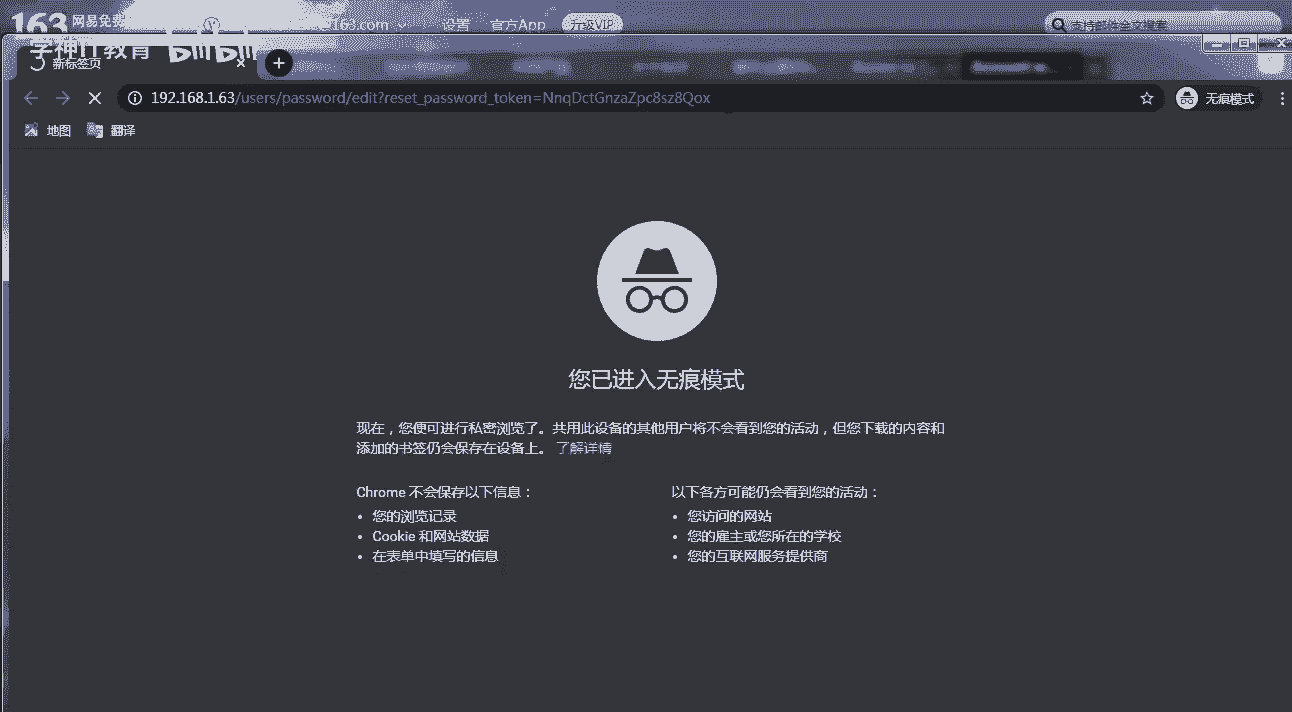 163 网易免费
163.com 设置 官方App 升级VIP
学神IT教育 bilibili
新标签页
192.168.1.63/users/password/edit?reset_password_token=NnqDctGnzaZpc8sz8Qox
无痕模式
地图 翻译
您已进入无痕模式
现在，您便可进行私密浏览了。共用此设备的其他用户将不会看到您的活动，但您下载的内容和
添加的书签仍会保存在设备上。 了解详情
Chrome 不会保存以下信息： 以下各方可能仍会看到您的活动：
您的浏览记录 您访问的网站
Cookie 和网站数据 您的雇主或您所在的学校
在表单中填写的信息 您的互联网服务提供商